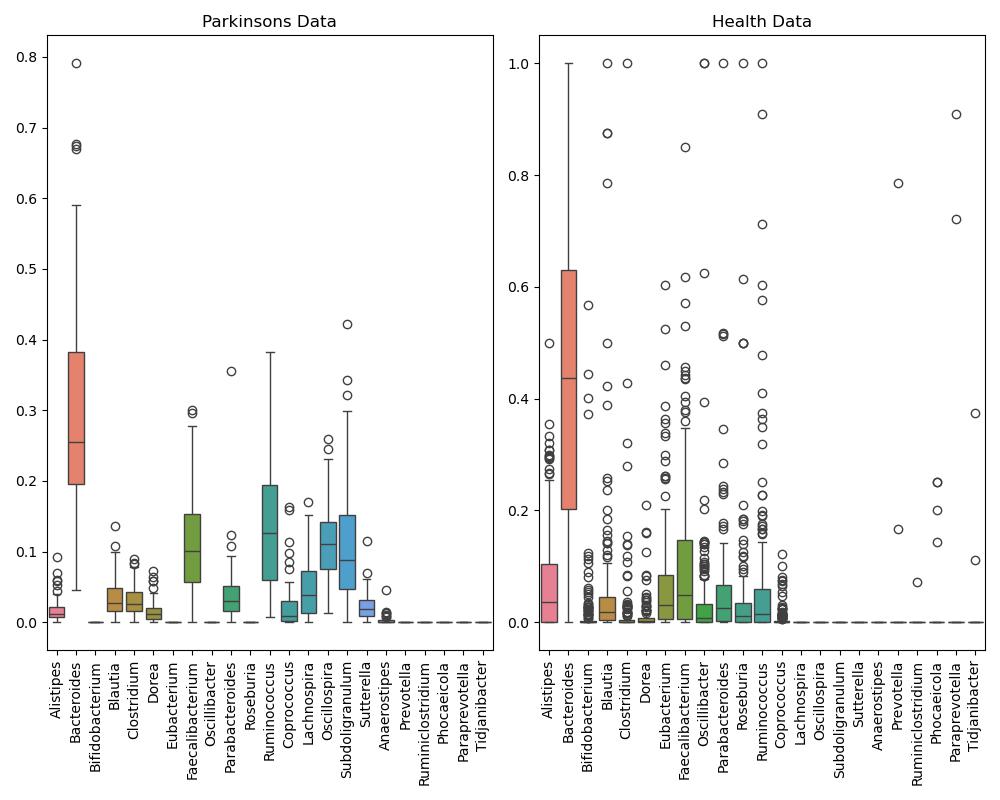 Parkinsons Data
0.8
0.7
0.6
0.5
0.4
0.3
0.2
0.1
0.0
Alistipes
Bacteroides
Bifidobacterium
Blautia
Clostridium
Dorea
Eubacterium
Faecalibacterium
Oscillibacter
Parabacteroides
Roseburia
Ruminococcus
Coprococcus
Lachnospira
Oscillospira
Subdoligranulum
Sutterella
Anaerostipes
Prevotella
Ruminiclostridium
Phocaeicola
Paraprevotella
Tidjanibacter
Health Data
1.0
0.8
0.6
0.4
0.2
0.0
Alistipes
Bacteroides
Bifidobacterium
Blautia
Clostridium
Dorea
Eubacterium
Faecalibacterium
Oscillibacter
Parabacteroides
Roseburia
Ruminococcus
Coprococcus
Lachnospira
Oscillospira
Subdoligranulum
Sutterella
Anaerostipes
Prevotella
Ruminiclostridium
Phocaeicola
Paraprevotella
Tidjanibacter